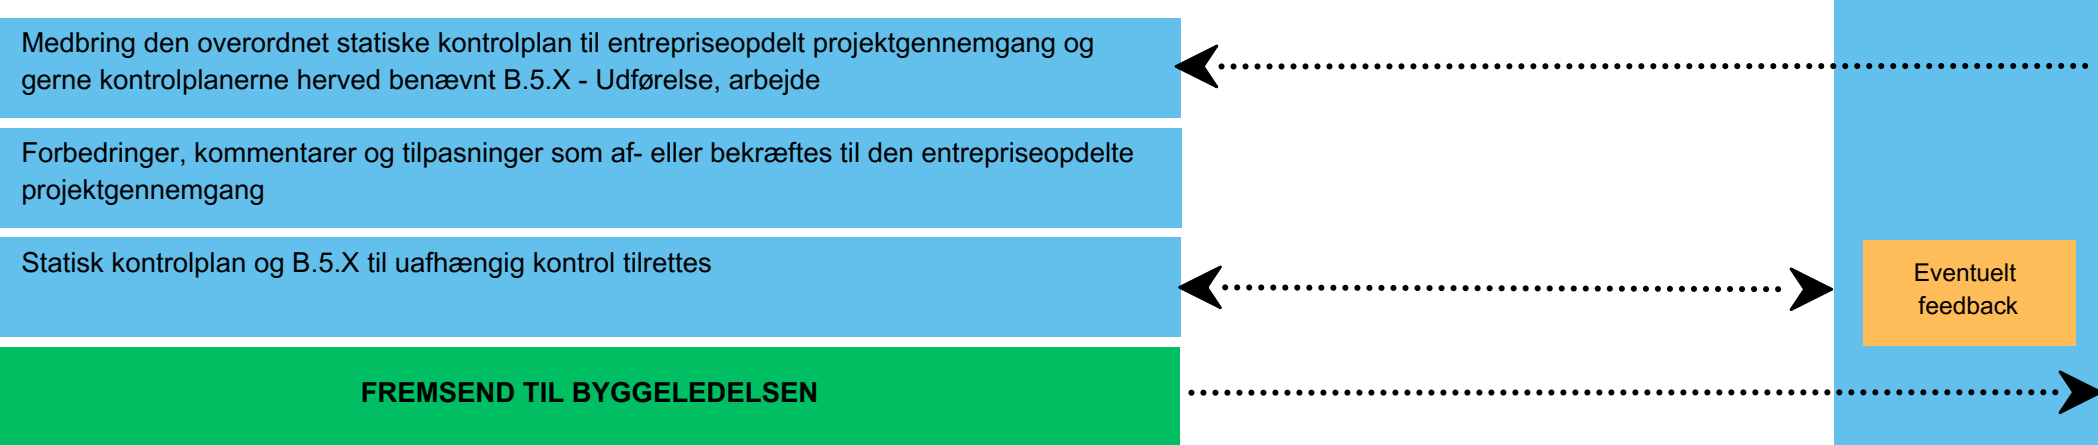 Medbring den overordnet statiske kontrolplan til entrepriseopdelt projektgennemgang og
gerne kontrolplanerne herved benævnt B.5.X - Udførelse, arbejde
Forbedringer, kommentarer og tilpasninger som af- eller bekræftes til den entrepriseopdelte
projektgennemgang
Statisk kontrolplan og B.5.X til uafhængig kontrol tilrettes
Eventuelt
feedback
FREMSEND TIL BYGGELEDELSEN